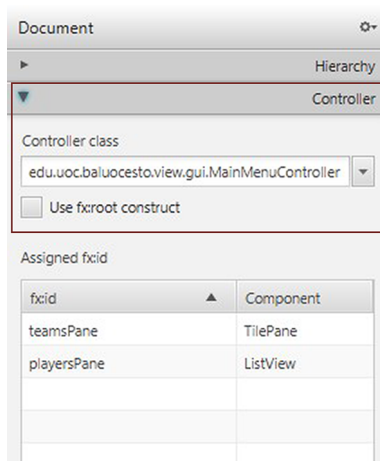 Document
Hierarchy
Controller
Controller class
edu.uoc.baluocesto.view.gui.MainMenuController
Use fx:root construct
Assigned fx:id
fx:id Component
teamsPane TilePane
playersPane ListView